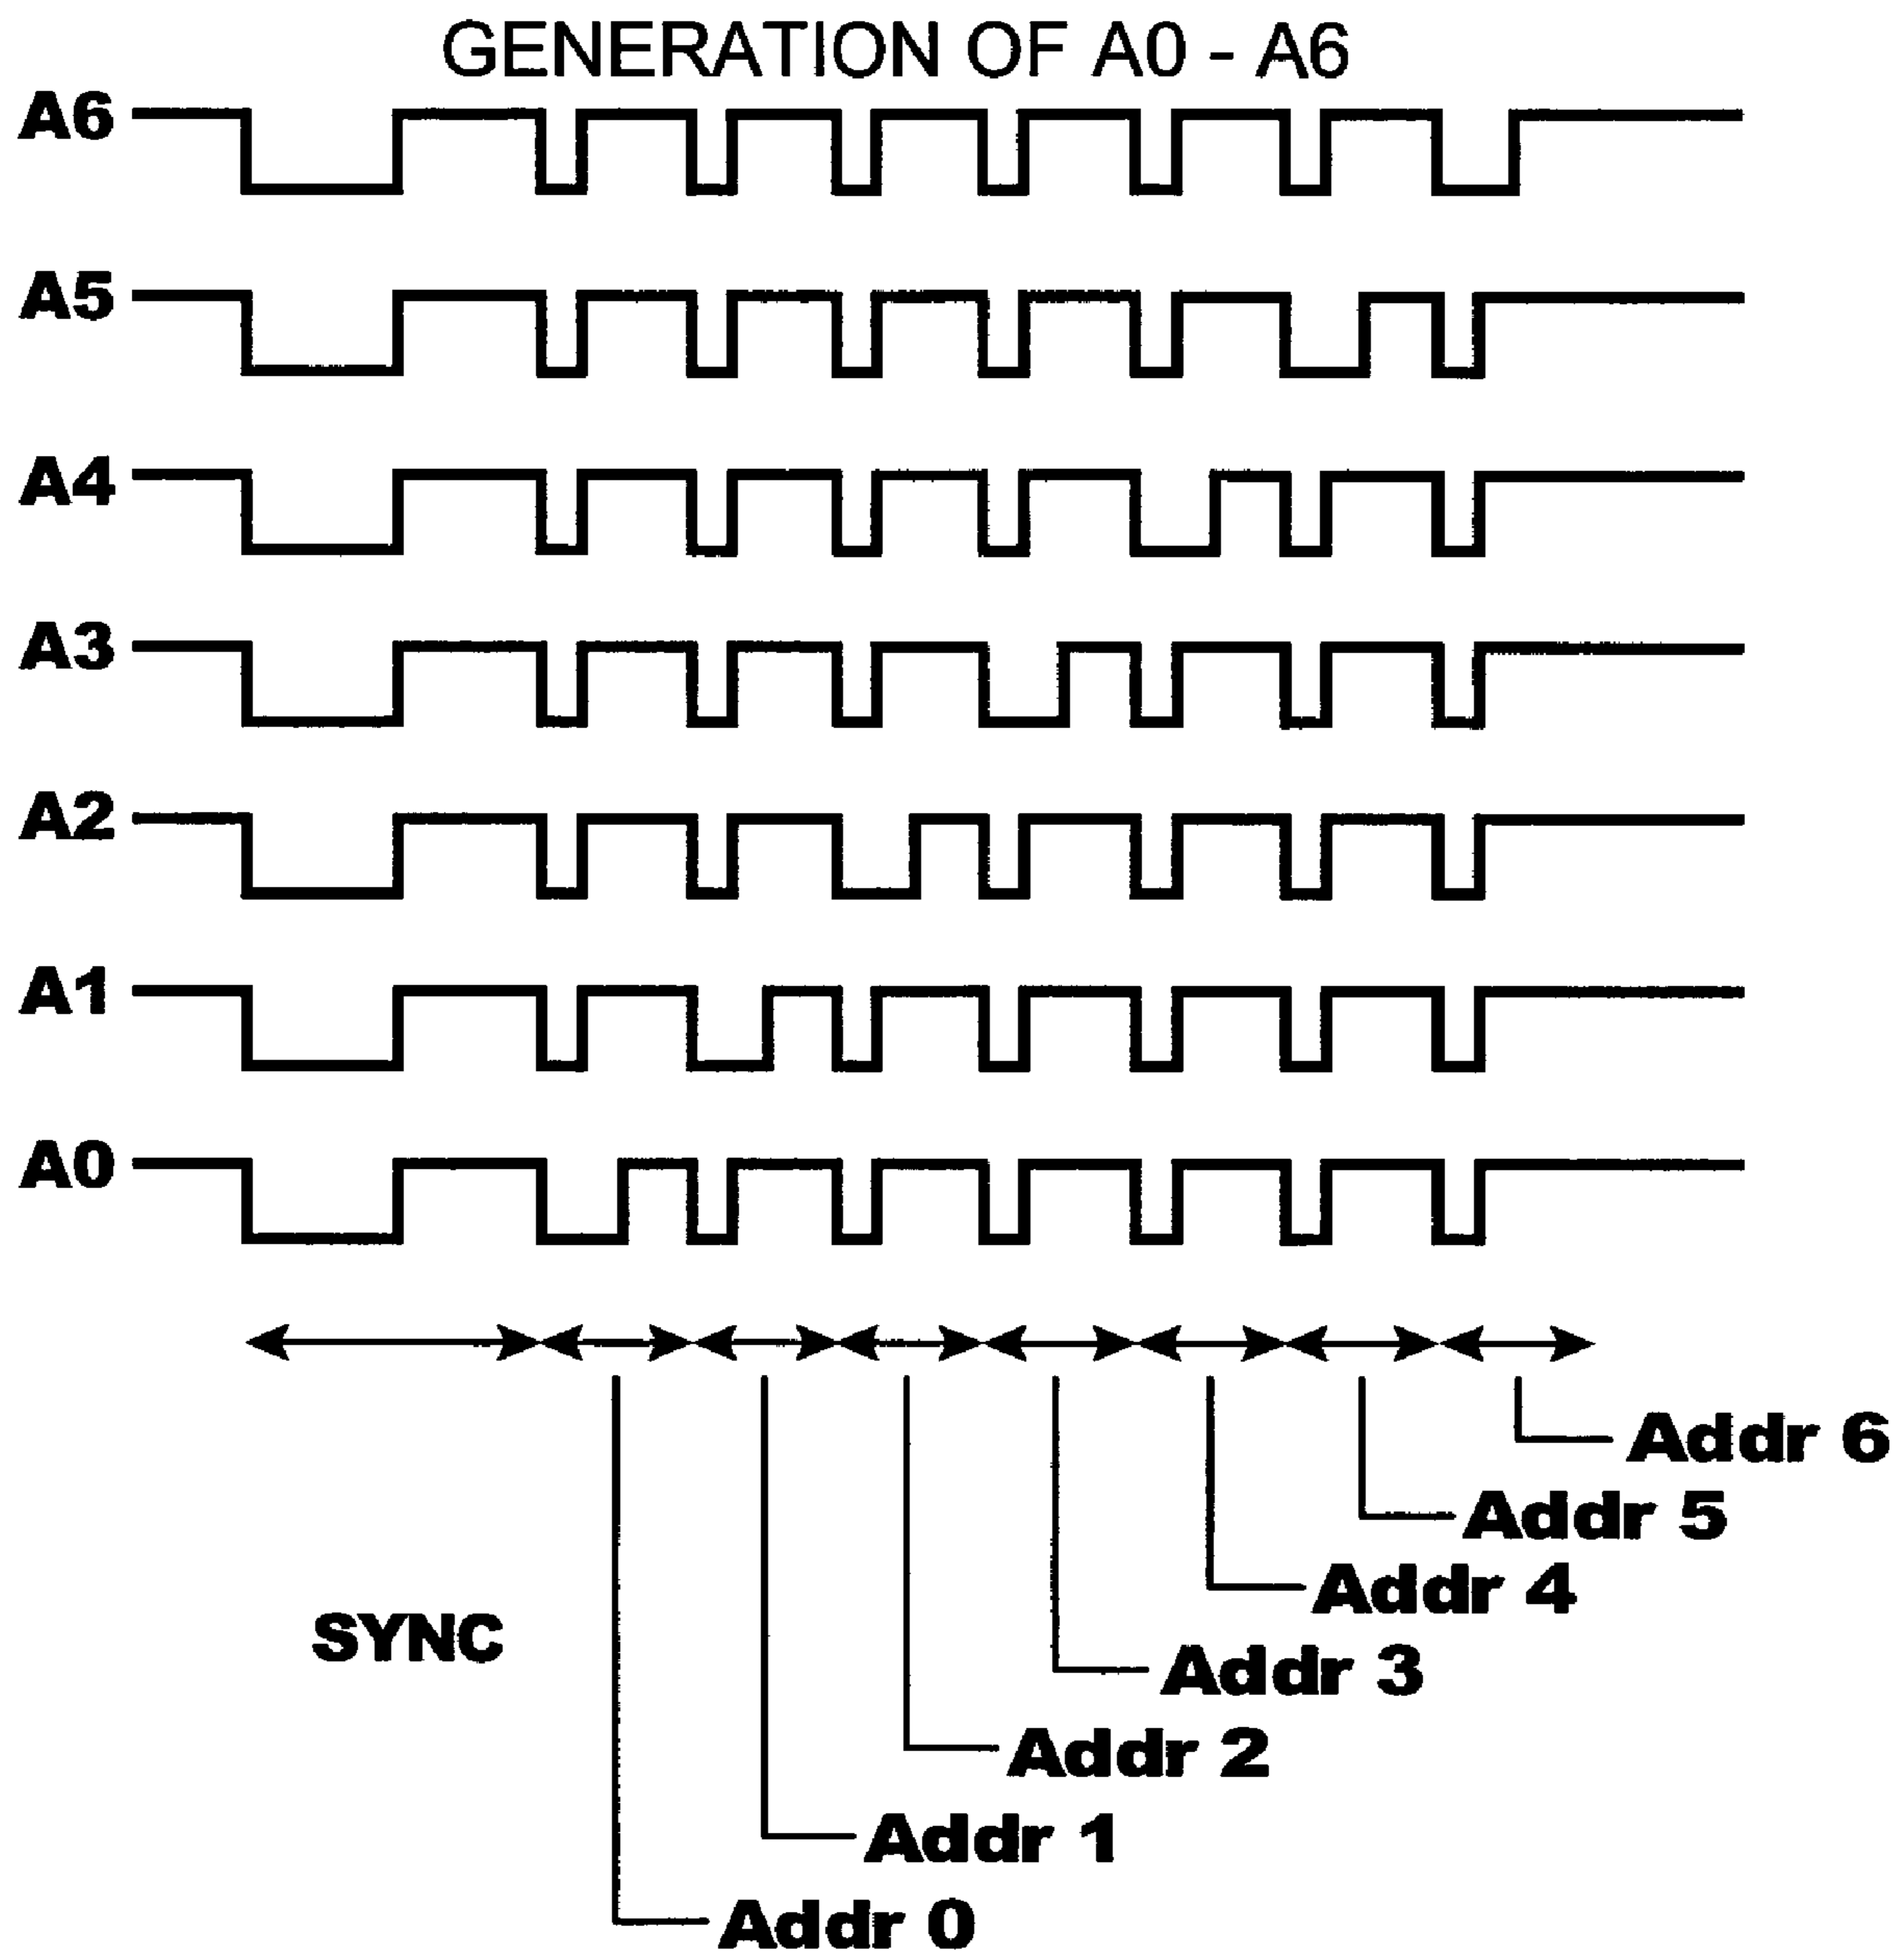 GENERATION OF A0 - A6
A6
A5
A4
A3
A2
A1
A0
Addr 6
Addr 5
Addr 4
SYNC
Addr 3
Addr 2
Addr 1
Addr 0